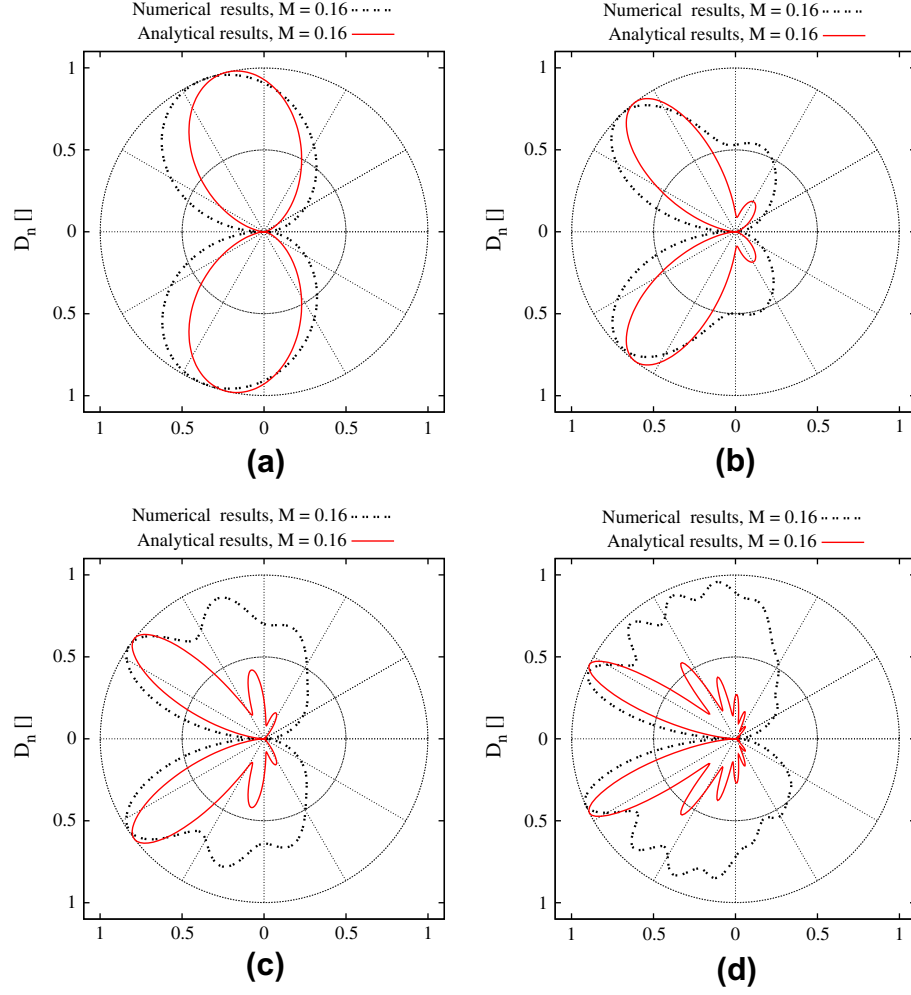 Numerical results, M = 0.16
Analytical results, M = 0.16
1
0.5
0
0.5
1
D_n []
1 0.5 0 0.5 1
(a)
Numerical results, M = 0.16
Analytical results, M = 0.16
1
0.5
0
0.5
1
D_n []
1 0.5 0 0.5 1
(b)
Numerical results, M = 0.16
Analytical results, M = 0.16
1
0.5
0
0.5
1
D_n []
1 0.5 0 0.5 1
(c)
Numerical results, M = 0.16
Analytical results, M = 0.16
1
0.5
0
0.5
1
D_n []
1 0.5 0 0.5 1
(d)